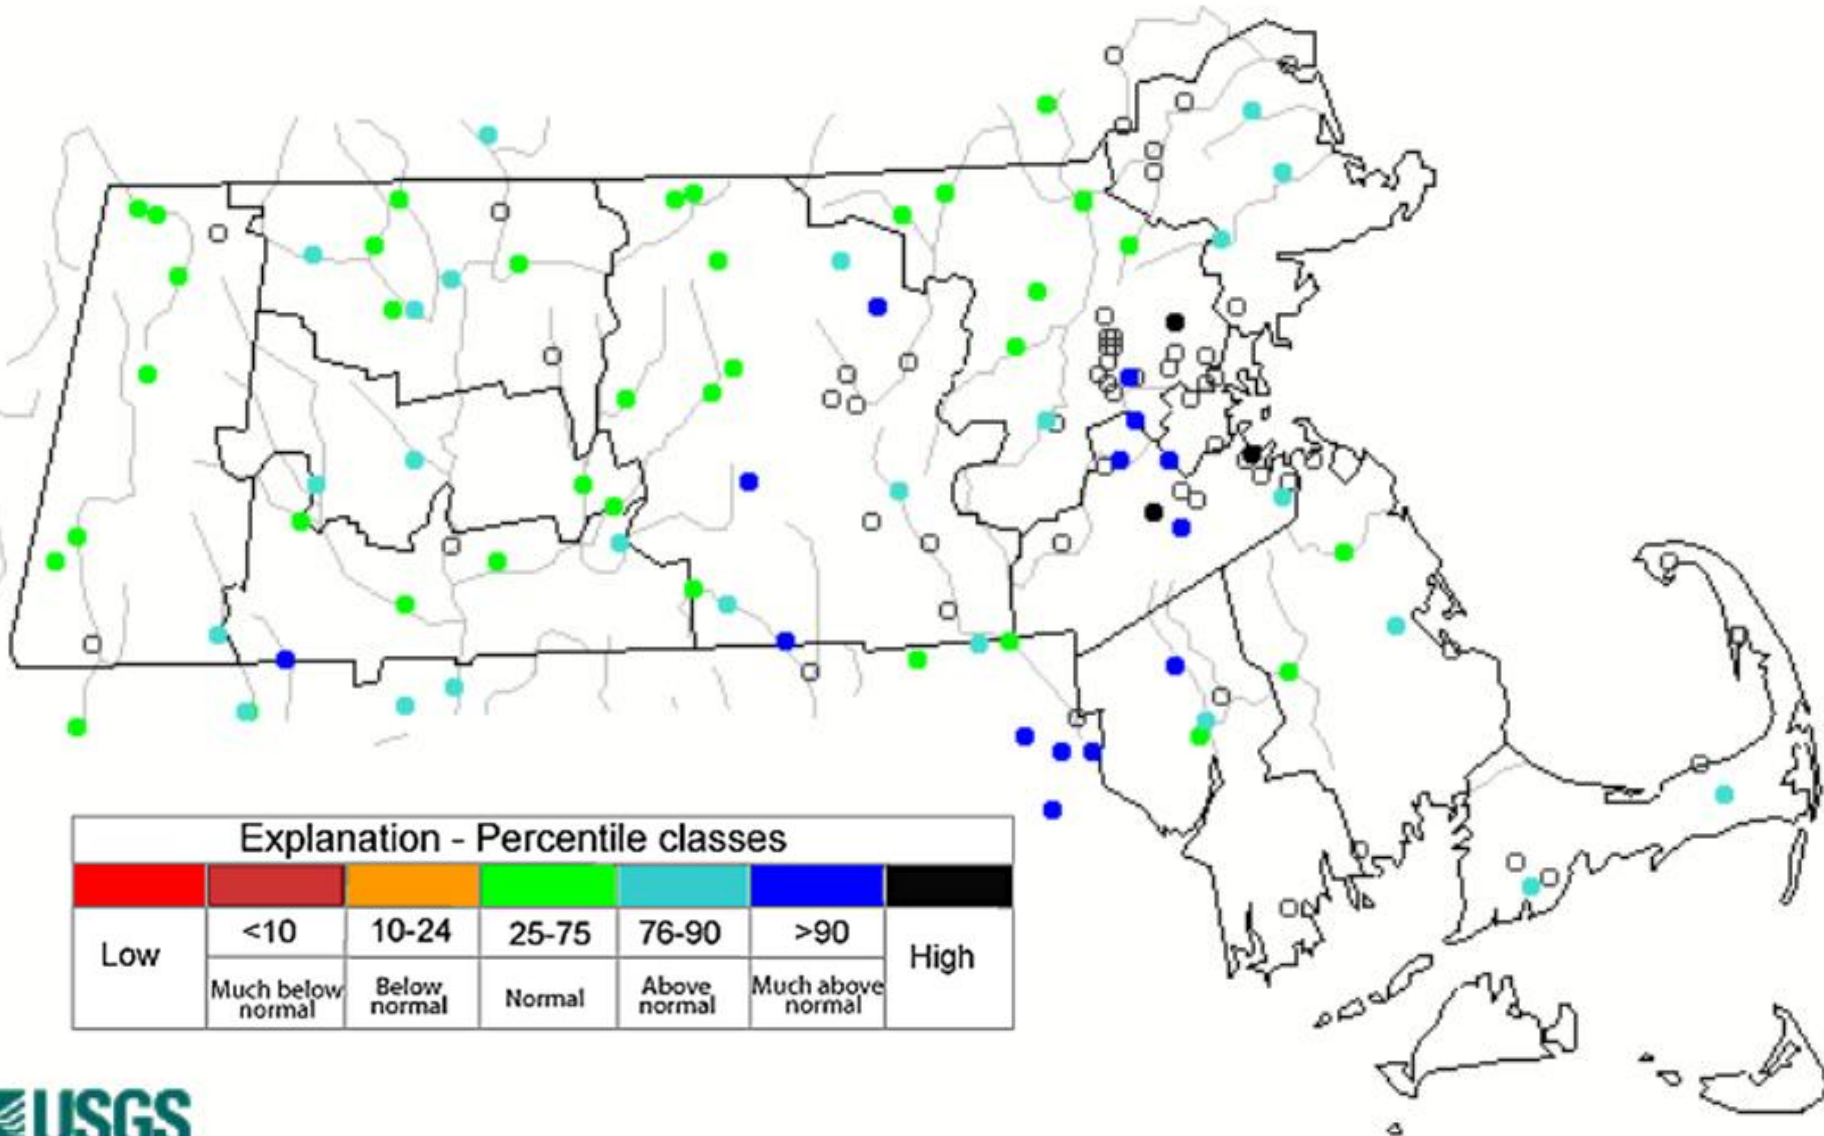 Explanation - Percentile classes
<10 10-24 25-75 76-90 >90
Low High
Much below normal Below normal Normal Above normal Much above normal
USGS